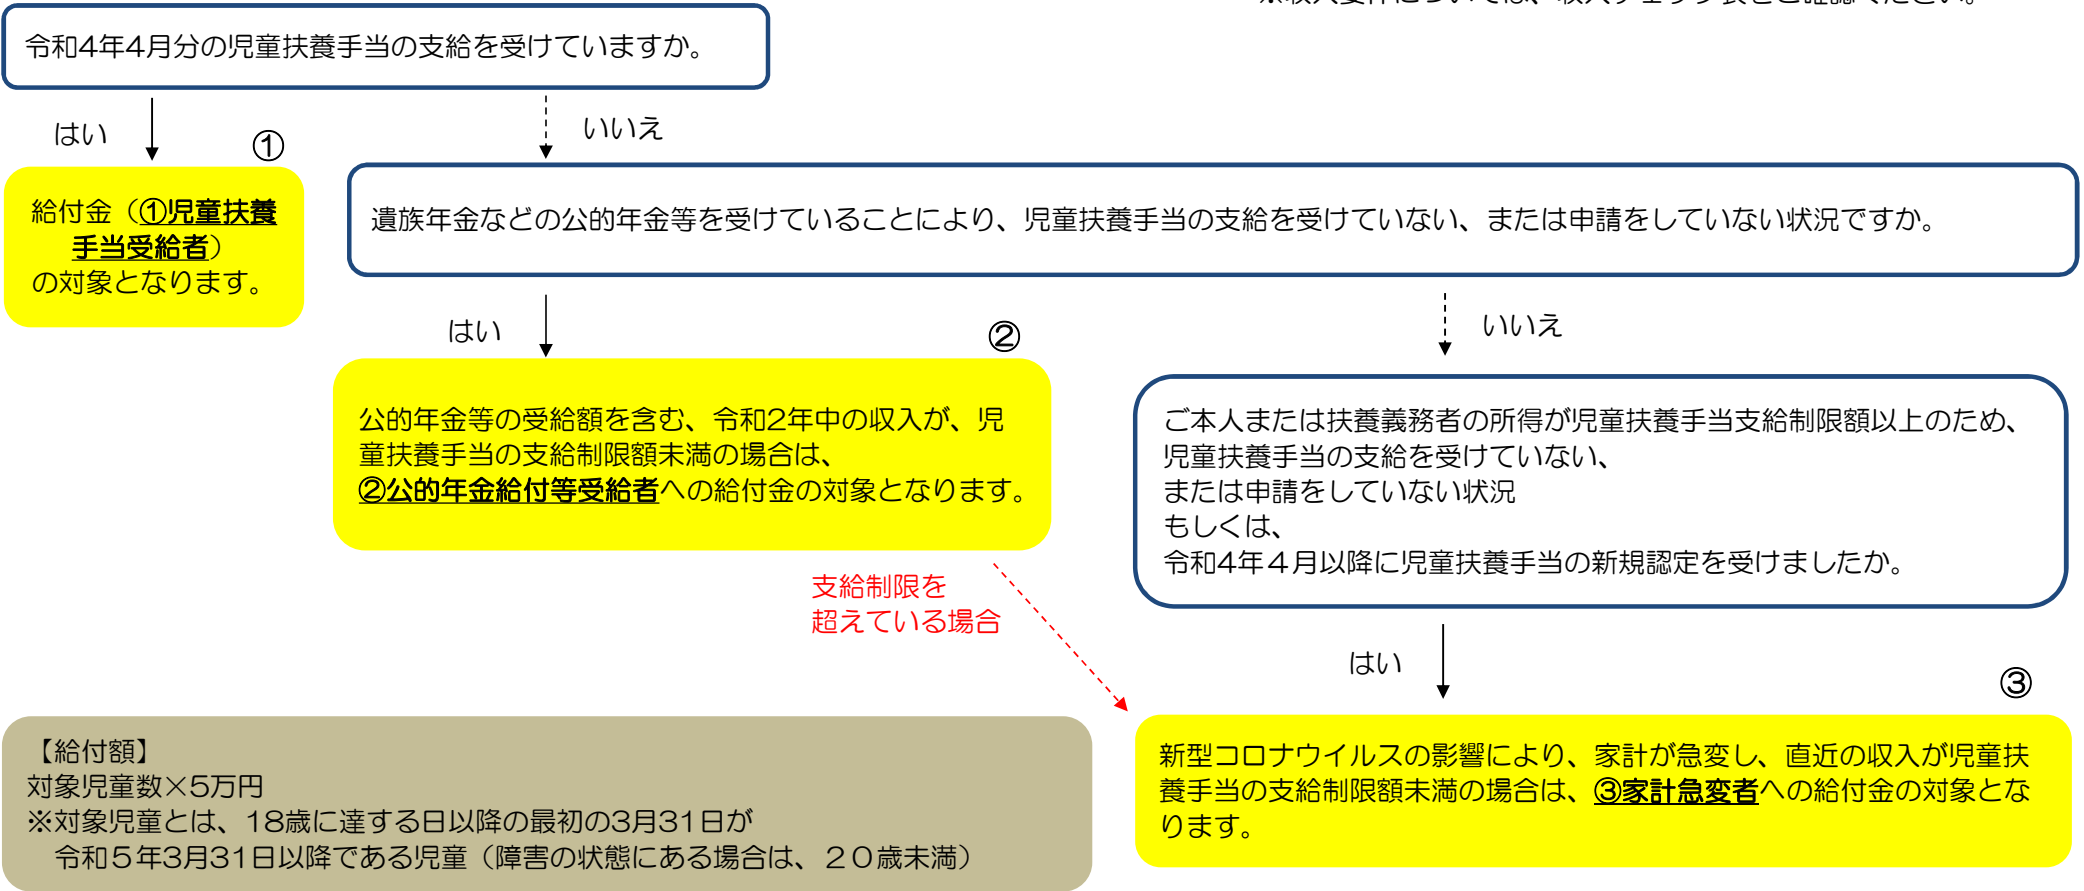 令和4年4月分の児童扶養手当の支給を受けていますか。
はい
いいえ
①
給付金（①児童扶養
手当受給者）
の対象となります。
遺族年金などの公的年金等を受けていることにより、児童扶養手当の支給を受けていない、または申請をしていない状況ですか。
はい
②
いいえ
公的年金等の受給額を含む、令和2年中の収入が、児
童扶養手当の支給制限額未満の場合は、
②公的年金給付等受給者への給付金の対象となります。
ご本人または扶養義務者の所得が児童扶養手当支給制限額以上のため、
児童扶養手当の支給を受けていない、
または申請をしていない状況
もしくは、
令和4年４月以降に児童扶養手当の新規認定を受けましたか。
支給制限を
超えている場合
はい
③
新型コロナウイルスの影響により、家計が急変し、直近の収入が児童扶
養手当の支給制限額未満の場合は、③家計急変者への給付金の対象とな
ります。
【給付額】
対象児童数×5万円
※対象児童とは、18歳に達する日以降の最初の3月31日が
令和５年3月31日以降である児童（障害の状態にある場合は、２０歳未満）